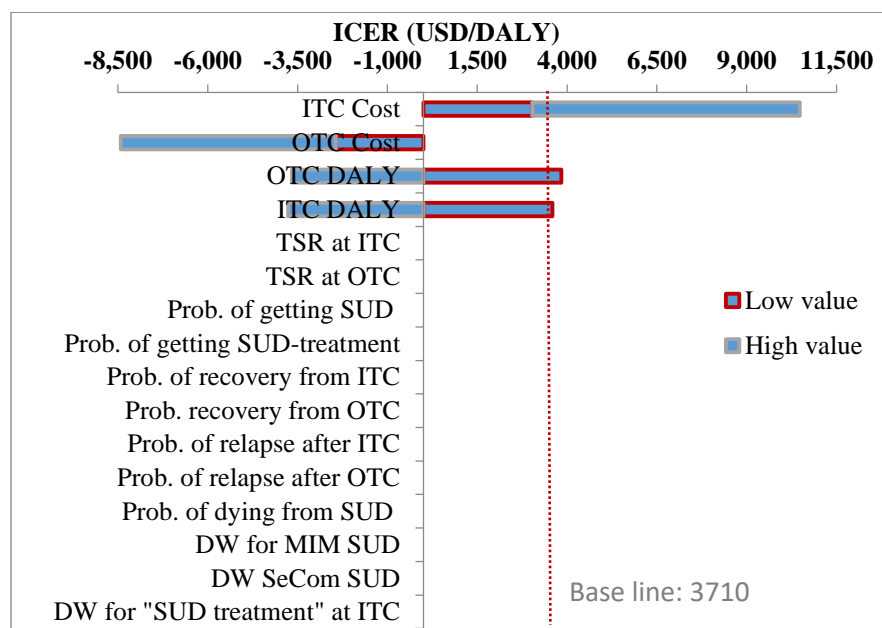 ICER (USD/DALY)
-8,500 -6,000 -3,500 -1,000 1,500 4,000 6,500 9,000 11,500
ITC Cost
OTC Cost
OTC DALY
ITC DALY
TSR at ITC
TSR at OTC
Prob. of getting SUD
Prob. of getting SUD-treatment
Prob. of recovery from ITC
Prob. recovery from OTC
Prob. of relapse after ITC
Prob. of relapse after OTC
Prob. of dying from SUD
DW for MIM SUD
DW SeCom SUD
DW for "SUD treatment" at ITC
Low value
High value
Base line: 3710